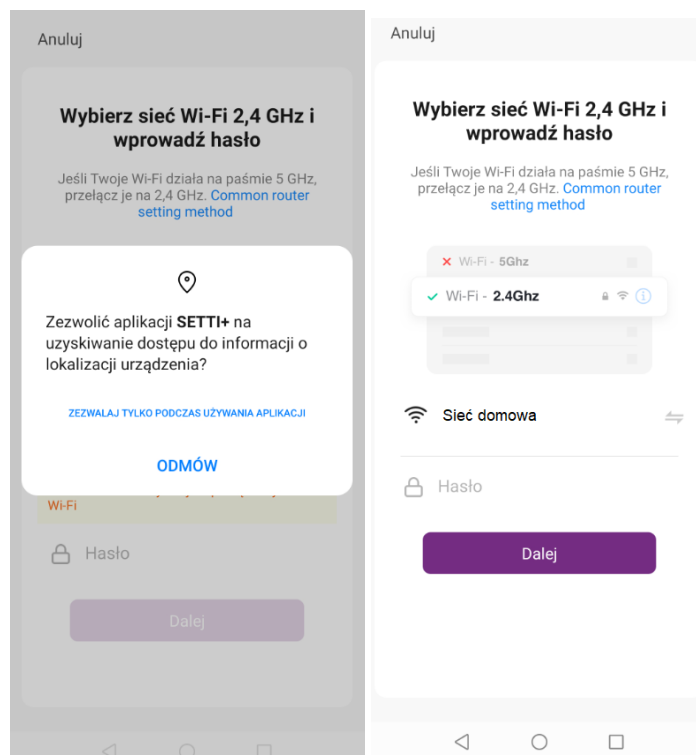 Anuluj
Wybierz sieć Wi-Fi 2,4 GHz i
wprowadź hasło
Jeśli Twoje Wi-Fi działa na paśmie 5 GHz,
przełącz je na 2,4 GHz. Common router
setting method
Zezwolić aplikacji SETTI+ na
uzyskiwanie dostępu do informacji o
lokalizacji urządzenia?
ZEZWALAJ TYLKO PODCZAS UŻYWANIA APLIKACJI
ODMÓW
Wi-Fi
Hasło
Dalej
Anuluj
Wybierz sieć Wi-Fi 2,4 GHz i
wprowadź hasło
Jeśli Twoje Wi-Fi działa na paśmie 5 GHz,
przełącz je na 2,4 GHz. Common router
setting method
Wi-Fi - 5Ghz
Wi-Fi - 2.4Ghz
Sieć domowa
Hasło
Dalej